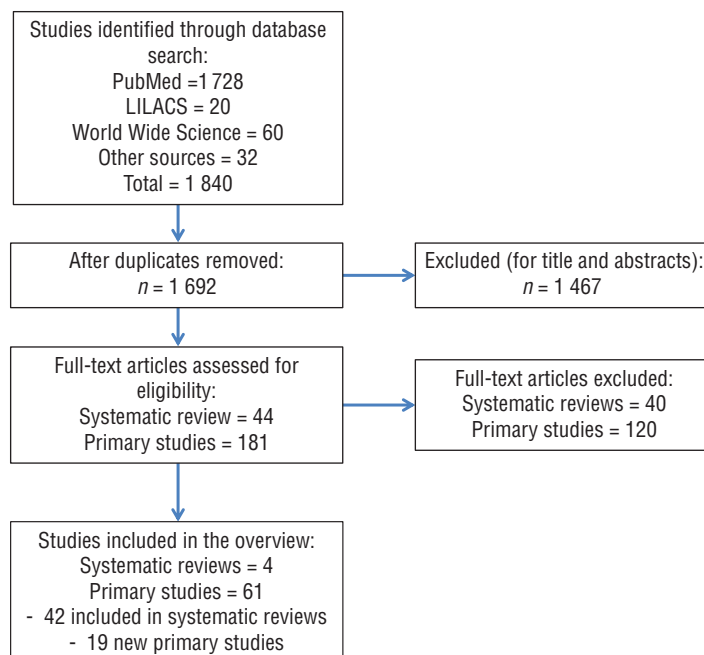 Studies identified through database
search:
PubMed =1 728
LILACS = 20
World Wide Science = 60
Other sources = 32
Total = 1 840
After duplicates removed:
n = 1 692
Excluded (for title and abstracts):
n = 1 467
Full-text articles assessed for
eligibility:
Systematic review = 44
Primary studies = 181
Full-text articles excluded:
Systematic reviews = 40
Primary studies = 120
Studies included in the overview:
Systematic reviews = 4
Primary studies = 61
- 42 included in systematic reviews
- 19 new primary studies